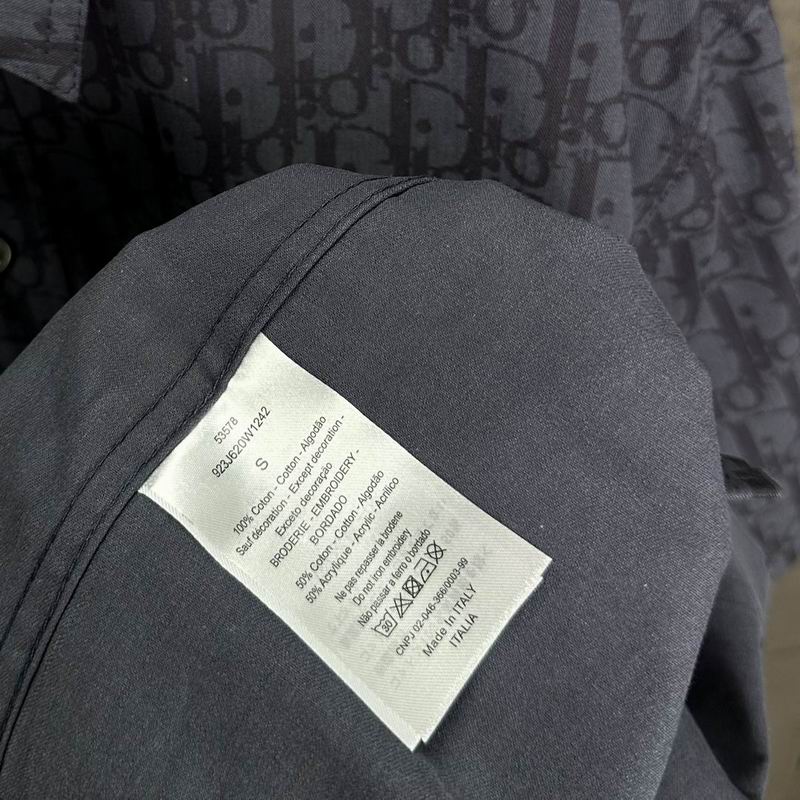 Dior
53578
923J620W1242
S
100% Coton - Cotton - Algodão
Sauf décoration - Except decoration -
Exceto decoração
BRODERIE - EMBROIDERY -
BORDADO
50% Coton - Cotton - Algodão
50% Acrylique - Acrylic - Acrílico
Ne pas repasser la broderie
Do not iron embroidery
Não passar a ferro o bordado
30
CNPJ 02-046-366/0003-99
Made In ITALY
ITALIA